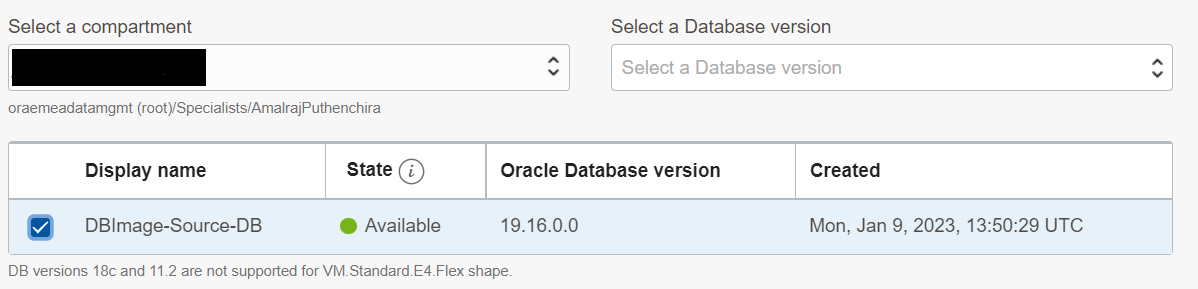 Select a compartment
Select a Database version
Select a Database version
oraemeadatamgmt (root)/Specialists/AmalrajPuthenchira
Display name State i Oracle Database version Created
DBImage-Source-DB Available 19.16.0.0 Mon, Jan 9, 2023, 13:50:29 UTC
DB versions 18c and 11.2 are not supported for VM.Standard.E4.Flex shape.